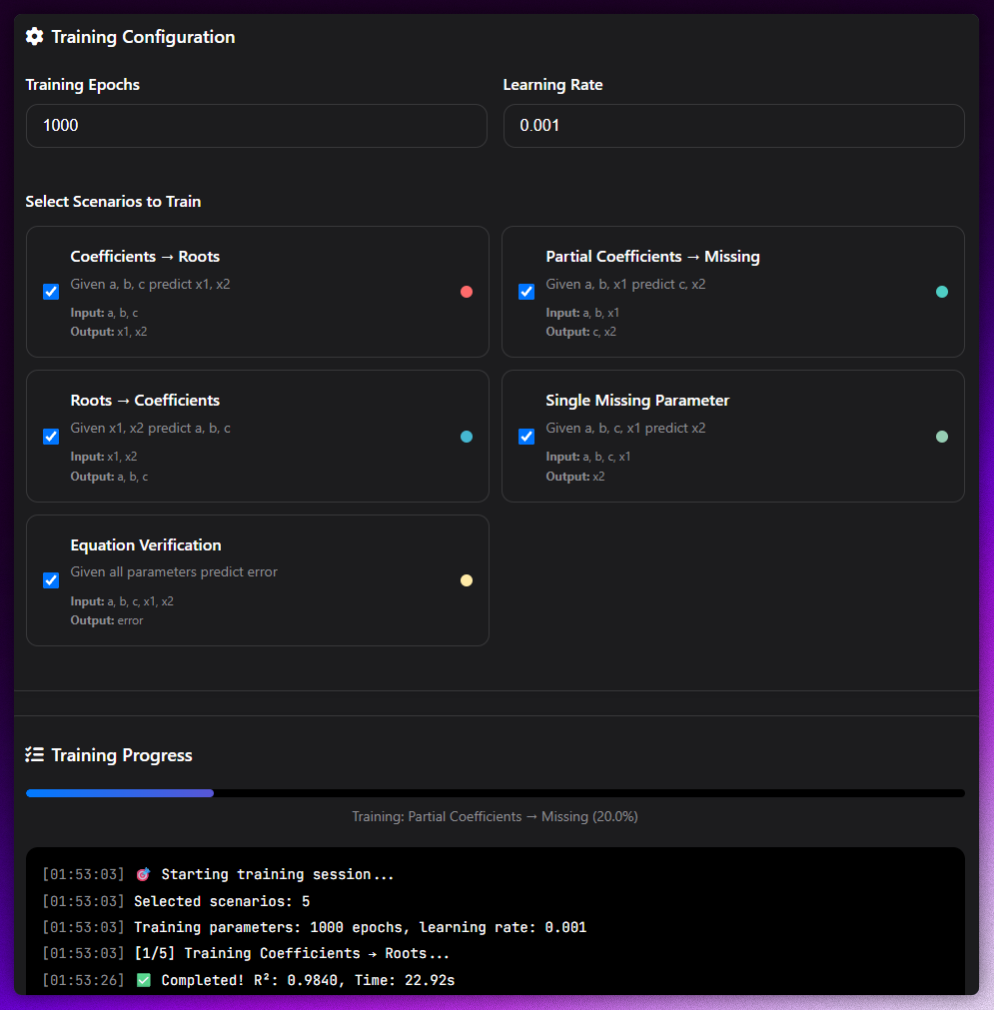 Training Configuration
Training Epochs
Learning Rate
1000
0.001
Select Scenarios to Train
Coefficients → Roots
Given a, b, c predict x1, x2
Input: a, b, c
Output: x1, x2
Partial Coefficients → Missing
Given a, b, x1 predict c, x2
Input: a, b, x1
Output: c, x2
Roots → Coefficients
Given x1, x2 predict a, b, c
Input: x1, x2
Output: a, b, c
Single Missing Parameter
Given a, b, c, x1 predict x2
Input: a, b, c, x1
Output: x2
Equation Verification
Given all parameters predict error
Input: a, b, c, x1, x2
Output: error
Training Progress
Training: Partial Coefficients → Missing (20.0%)
[01:53:03] 🎯 Starting training session...
[01:53:03] Selected scenarios: 5
[01:53:03] Training parameters: 1000 epochs, learning rate: 0.001
[01:53:03] [1/5] Training Coefficients → Roots...
[01:53:26] ✅ Completed! R²: 0.9840, Time: 22.92s